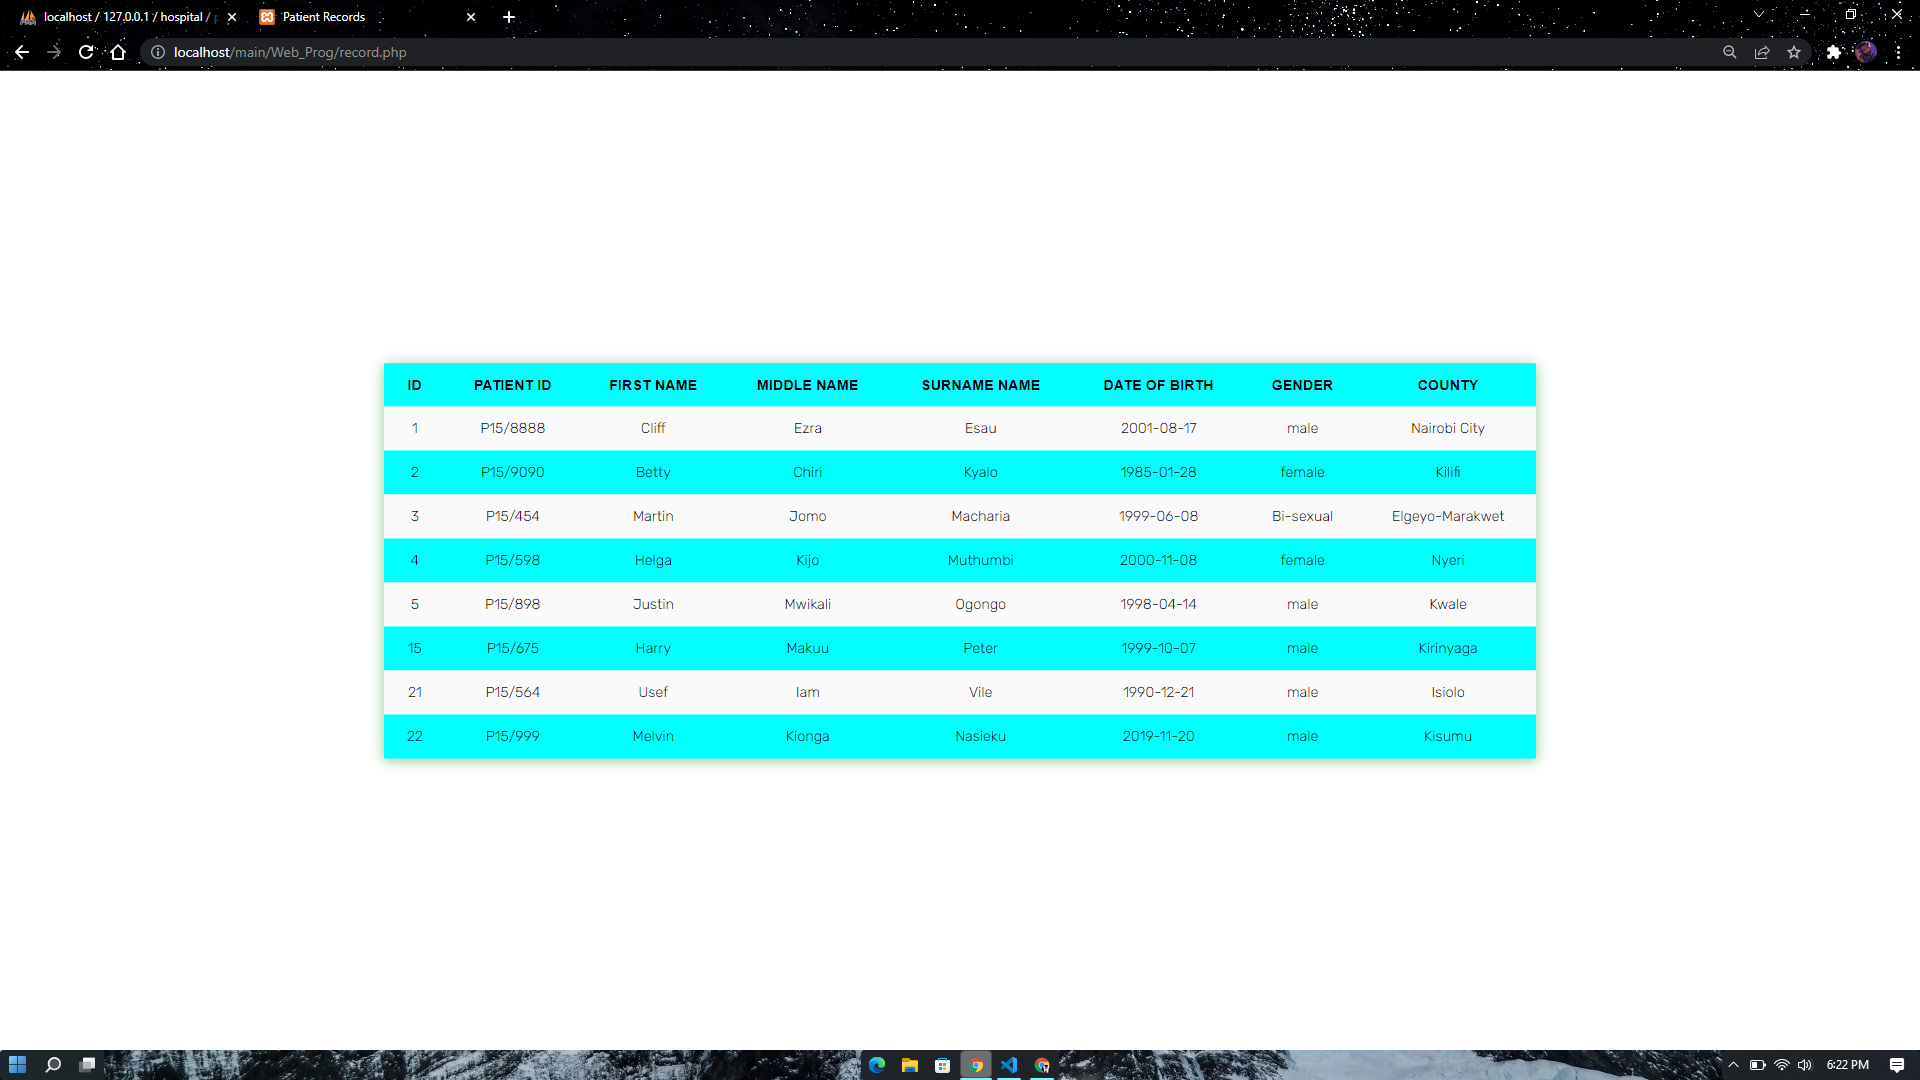 localhost / 127.0.0.1 / hospital /
Patient Records
localhost/main/Web_Prog/record.php
ID PATIENT ID FIRST NAME MIDDLE NAME SURNAME NAME DATE OF BIRTH GENDER COUNTY
1 P15/8888 Cliff Ezra Esau 2001-08-17 male Nairobi City
2 P15/9090 Betty Chiri Kyalo 1985-01-28 female Kilifi
3 P15/454 Martin Jomo Macharia 1999-06-08 Bi-sexual Elgeyo-Marakwet
4 P15/598 Helga Kijo Muthumbi 2000-11-08 female Nyeri
5 P15/898 Justin Mwikali Ogongo 1998-04-14 male Kwale
15 P15/675 Harry Makuu Peter 1999-10-07 male Kirinyaga
21 P15/564 Usef Iam Vile 1990-12-21 male Isiolo
22 P15/999 Melvin Kionga Nasieku 2019-11-20 male Kisumu
6:22 PM